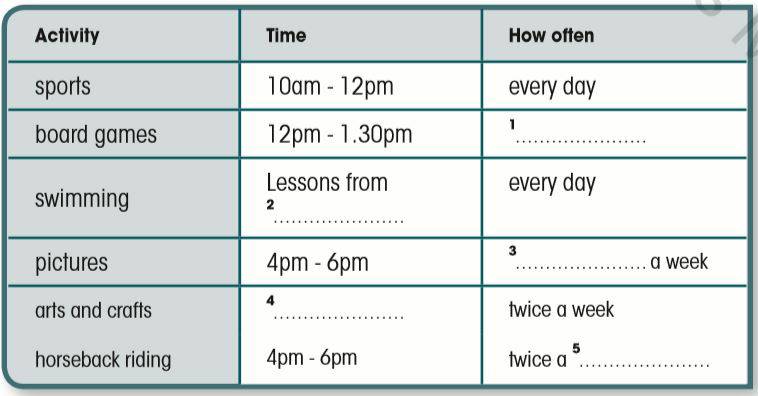 Activity Time How often
sports 10am - 12pm every day
board games 12pm - 1.30pm 1......................
swimming Lessons from every day
2......................
pictures 4pm - 6pm 3...................... a week
arts and crafts 4...................... twice a week
horseback riding 4pm - 6pm twice a 5......................